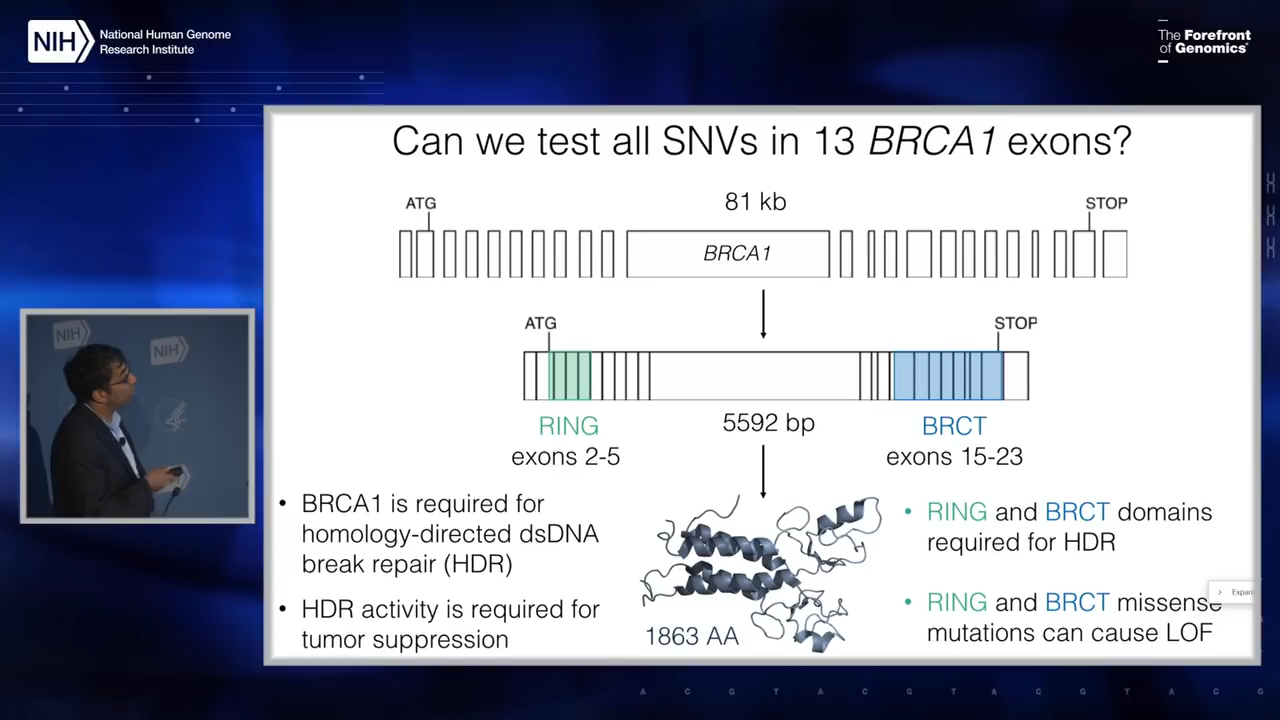 NIH
National Human Genome
Research Institute
The Forefront
of Genomics®
Can we test all SNVs in 13 BRCA1 exons?
ATG
81 kb
STOP
BRCA1
ATG
STOP
RING
exons 2-5
5592 bp
BRCT
exons 15-23
• BRCA1 is required for
homology-directed dsDNA
break repair (HDR)
• HDR activity is required for
tumor suppression
1863 AA
• RING and BRCT domains
required for HDR
• RING and BRCT missense
mutations can cause LOF
NIH
NIH
A C G T A C G T A C G T A C G